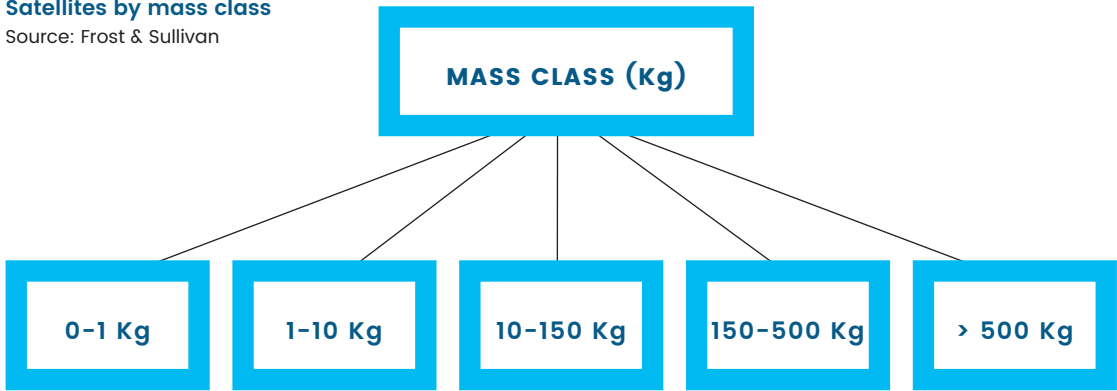 Satellites by mass class
Source: Frost & Sullivan
MASS CLASS (Kg)
0-1 Kg
1-10 Kg
10-150 Kg
150-500 Kg
> 500 Kg